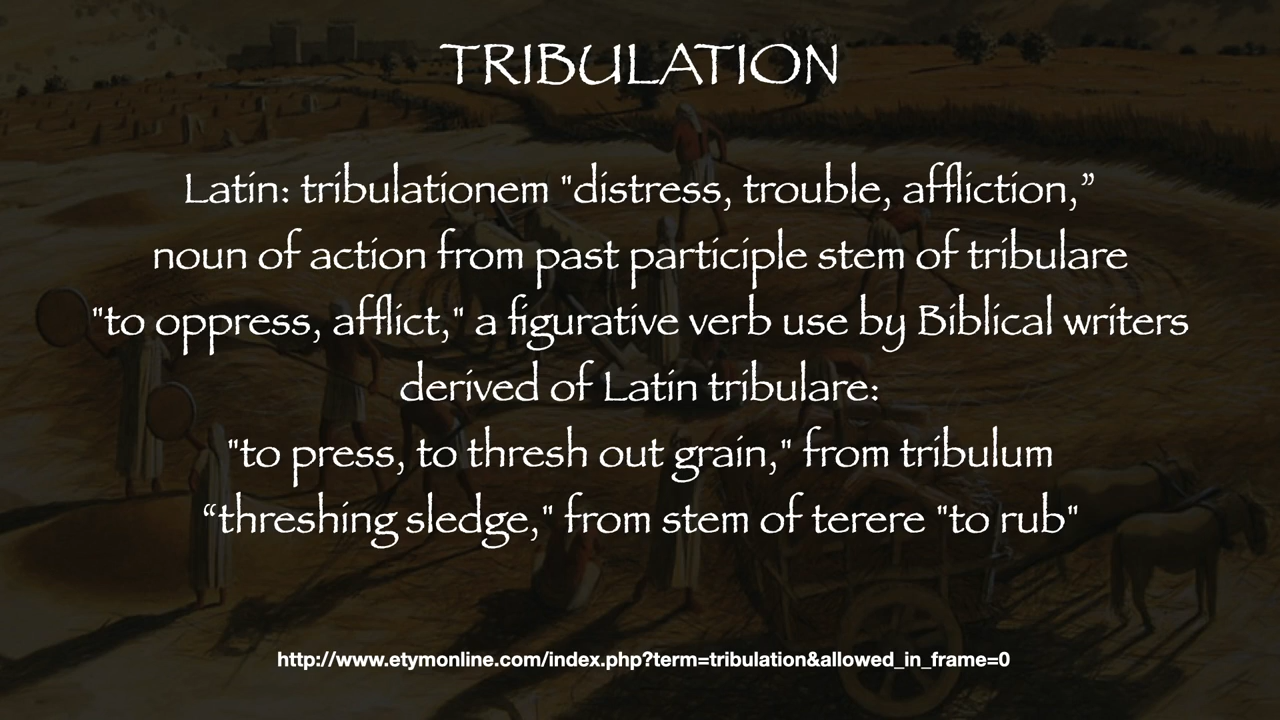 TRIBULATION
Latin: tribulationem "distress, trouble, affliction,”
noun of action from past participle stem of tribulare
"to oppress, afflict," a figurative verb use by Biblical writers
derived of Latin tribulare:
"to press, to thresh out grain," from tribulum
“threshing sledge," from stem of terere "to rub"
http://www.etymonline.com/index.php?term=tribulation&allowed_in_frame=0